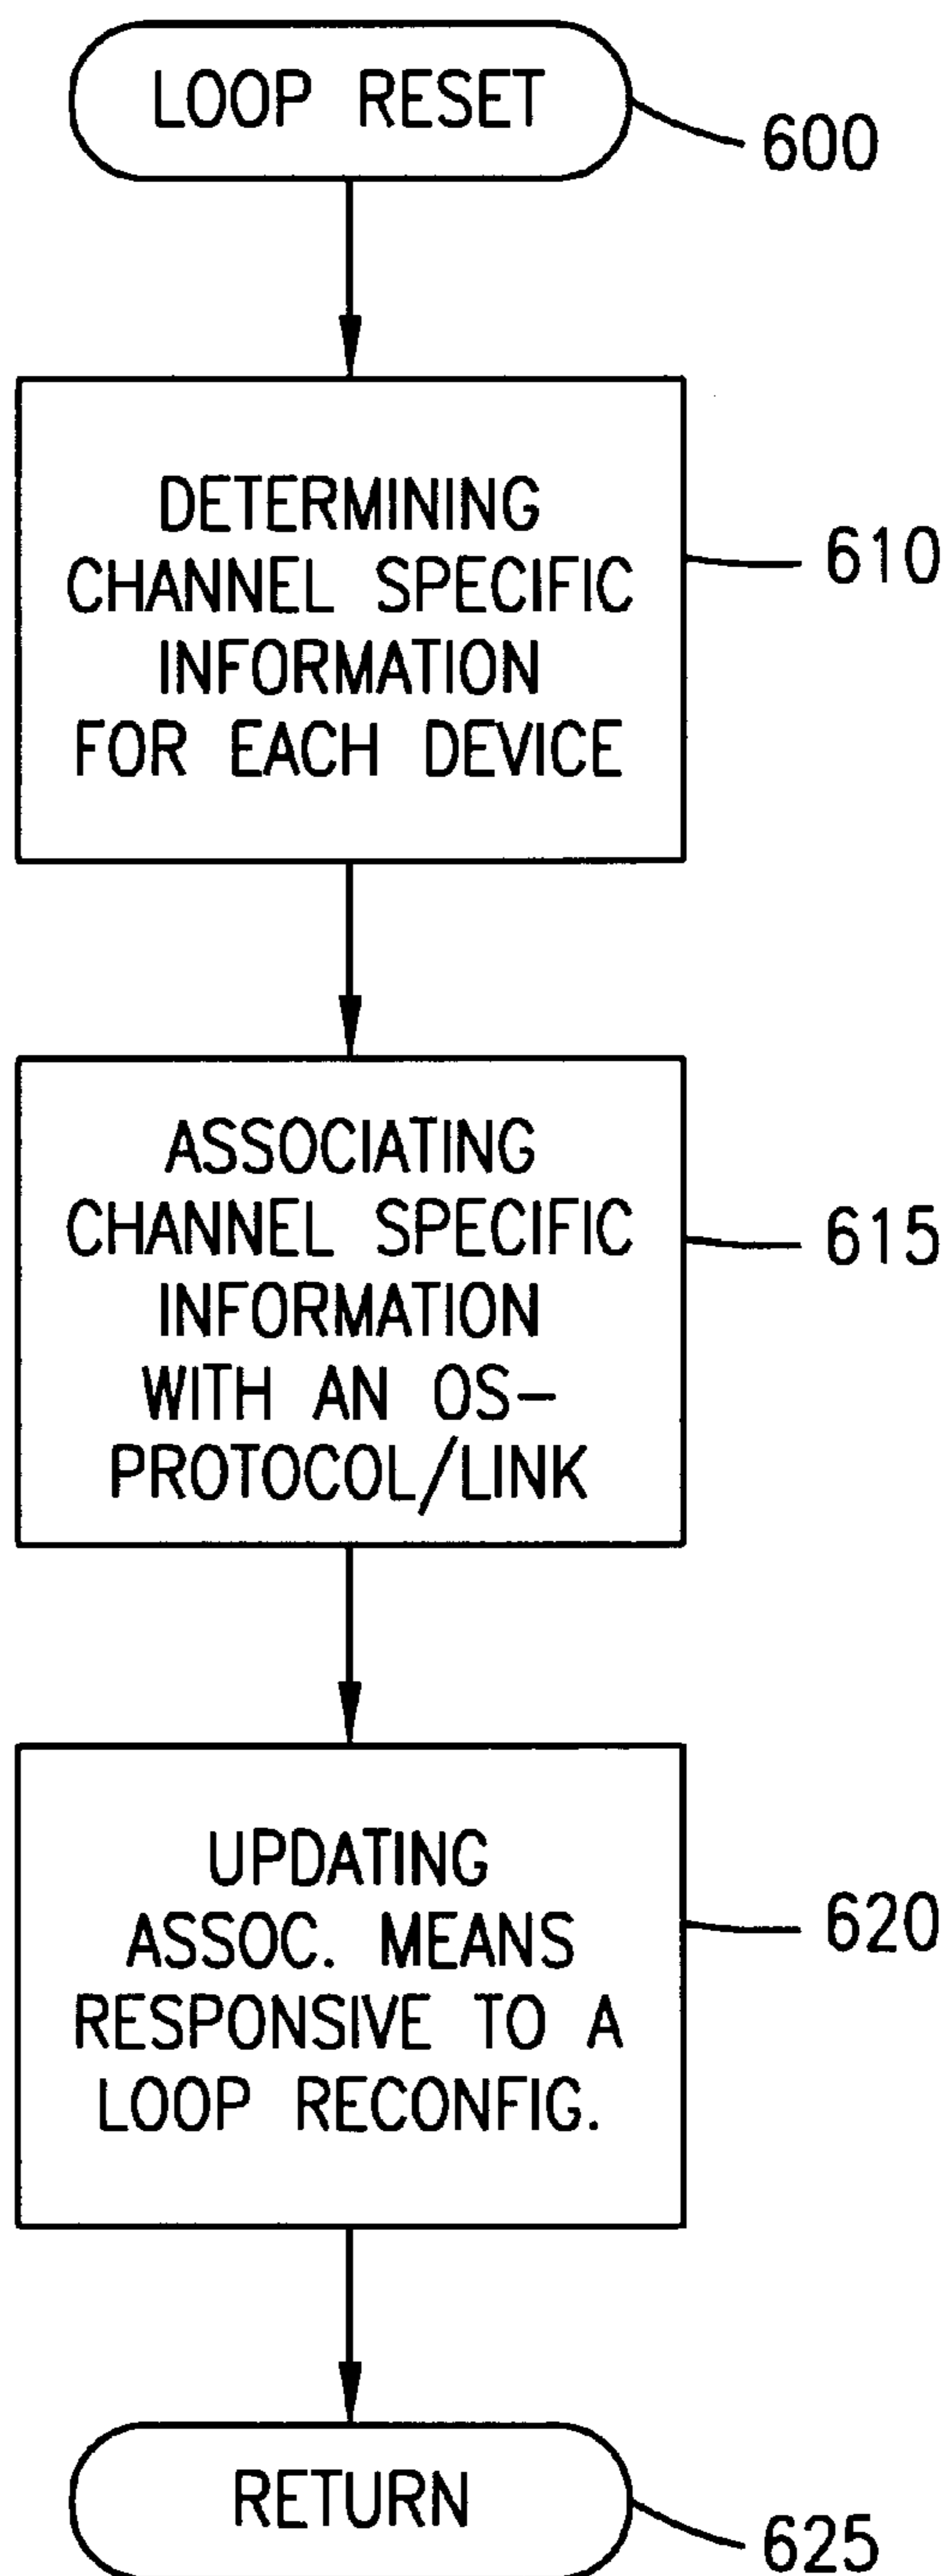 LOOP RESET
600
DETERMINING
CHANNEL SPECIFIC
INFORMATION
FOR EACH DEVICE
610
ASSOCIATING
CHANNEL SPECIFIC
INFORMATION
WITH AN OS-
PROTOCOL/LINK
615
UPDATING
ASSOC. MEANS
RESPONSIVE TO A
LOOP RECONFIG.
620
RETURN
625